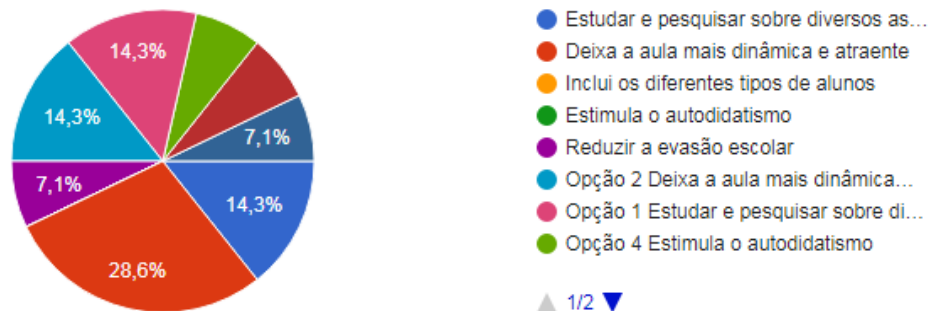 14,3%
14,3%
7,1%
7,1%
14,3%
28,6%
Estudar e pesquisar sobre diversos as…
Deixa a aula mais dinâmica e atraente
Inclui os diferentes tipos de alunos
Estimula o autodidatismo
Reduzir a evasão escolar
Opção 2 Deixa a aula mais dinâmica…
Opção 1 Estudar e pesquisar sobre di…
Opção 4 Estimula o autodidatismo
1/2